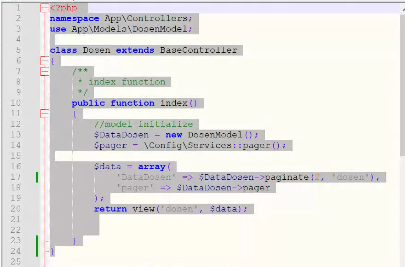 1 <?php
2 namespace App\Controllers;
3 use App\Models\DosenModel;
4
5 class Dosen extends BaseController
6 {
7 /**
8 * index function
9 */
10 public function index()
11 {
12 //model initialize
13 $DataDosen = new DosenModel();
14 $pager = \Config\Services::pager();
15
16 $data = array(
17 'DataDosen' => $DataDosen->paginate(2, 'dosen'),
18 'pager' => $DataDosen->pager
19 );
20 return view('dosen', $data);
21
22
23 }
24 }
25